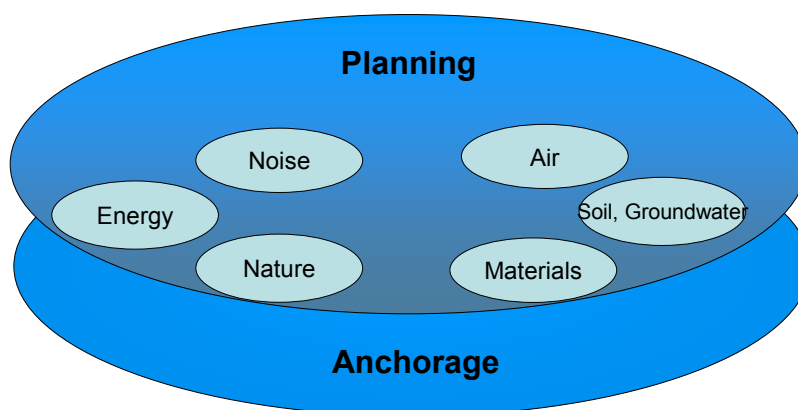 Planning
Noise
Air
Energy
Soil, Groundwater
Nature
Materials
Anchorage